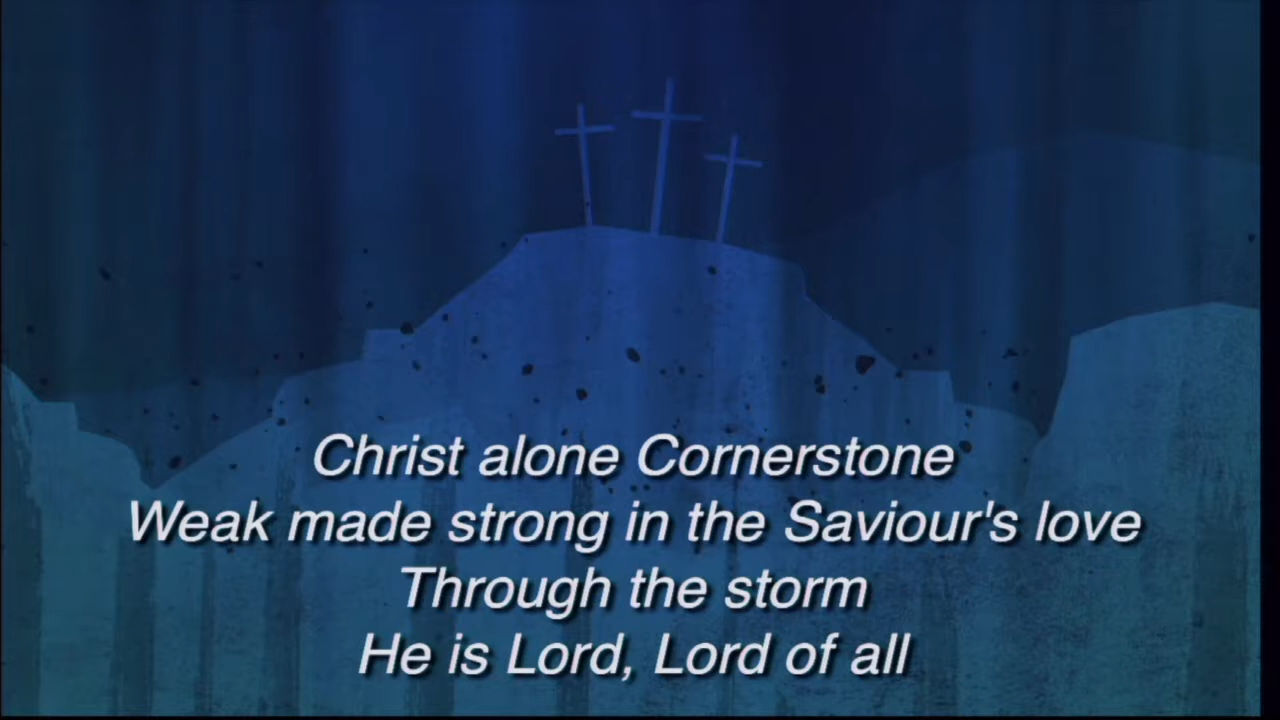 Christ alone Cornerstone
Weak made strong in the Saviour's love
Through the storm
He is Lord, Lord of all